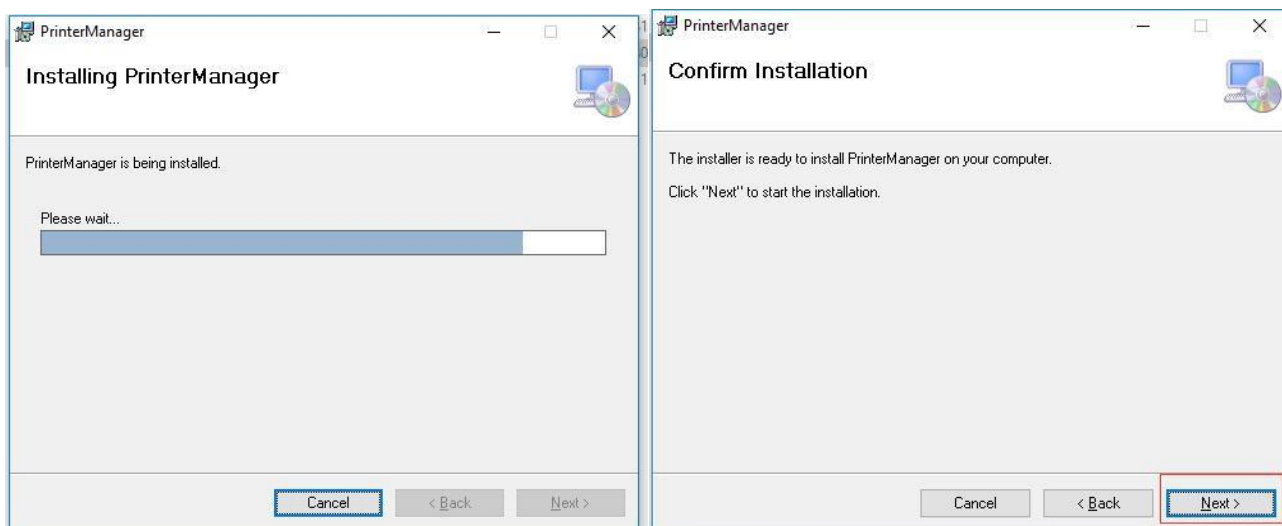 PrinterManager
Installing PrinterManager
PrinterManager is being installed.
Please wait...
Cancel
< Back
Next >
PrinterManager
Confirm Installation
The installer is ready to install PrinterManager on your computer.
Click "Next" to start the installation.
Cancel
< Back
Next >